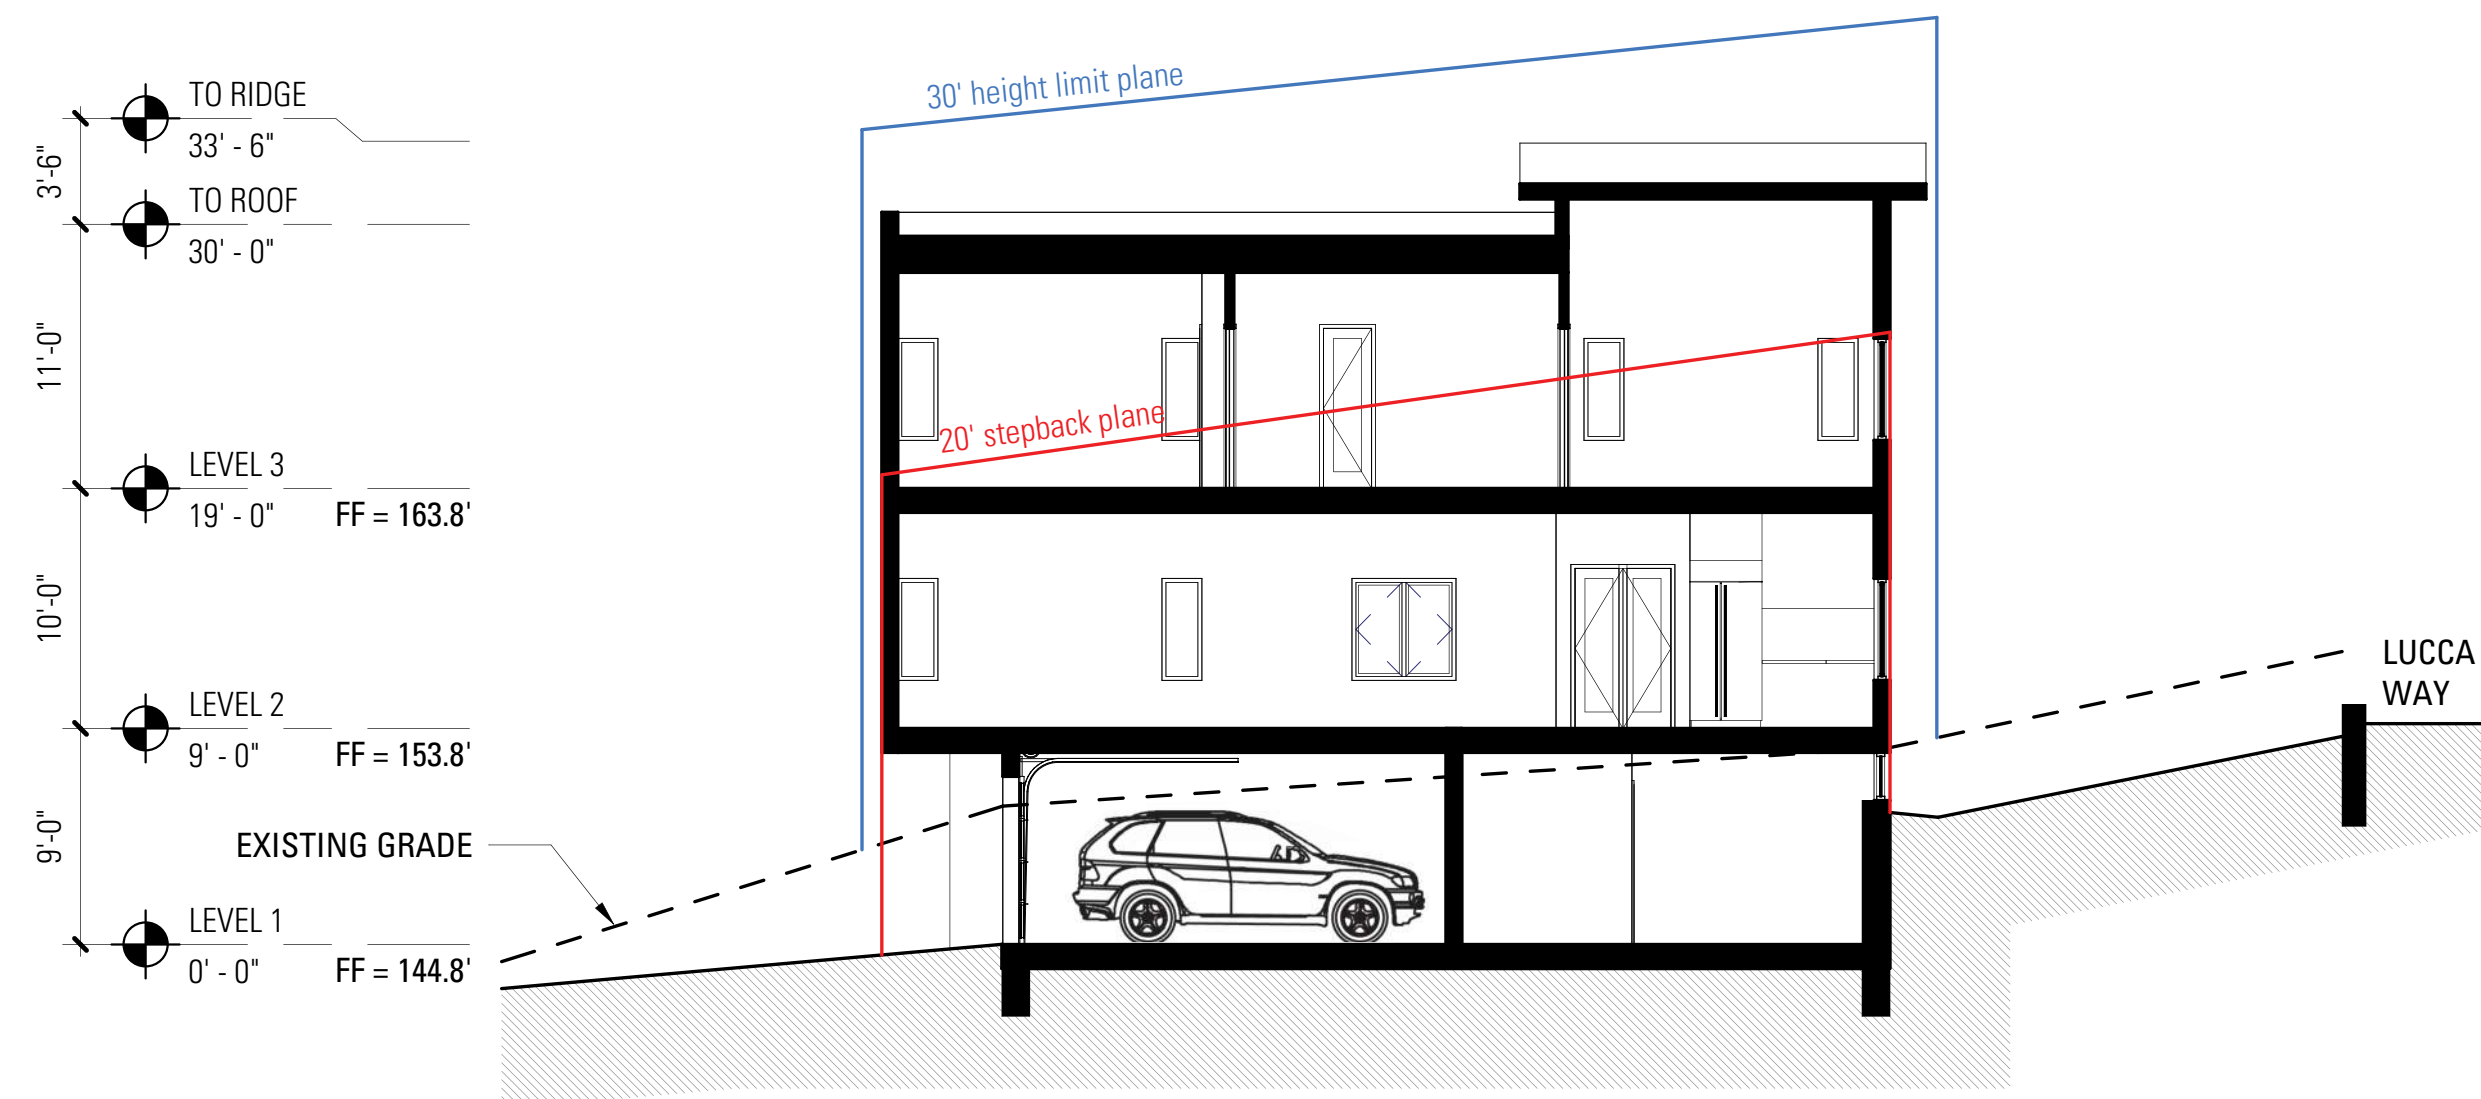 30' height limit plane
TO RIDGE
33' - 6"
3'-6"
TO ROOF
30' - 0"
11'-0"
20' stepback plane
LEVEL 3
19' - 0" FF = 163.8'
10'-0"
LUCCA
WAY
LEVEL 2
9' - 0" FF = 153.8'
9'-0"
EXISTING GRADE
LEVEL 1
0' - 0" FF = 144.8'